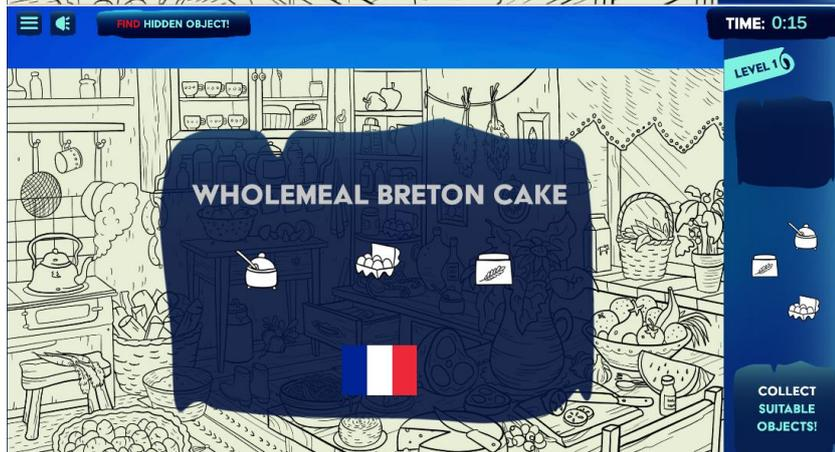 FIND HIDDEN OBJECT!
TIME: 0:15
LEVEL 1
WHOLEMEAL BRETON CAKE
COLLECT
SUITABLE
OBJECTS!